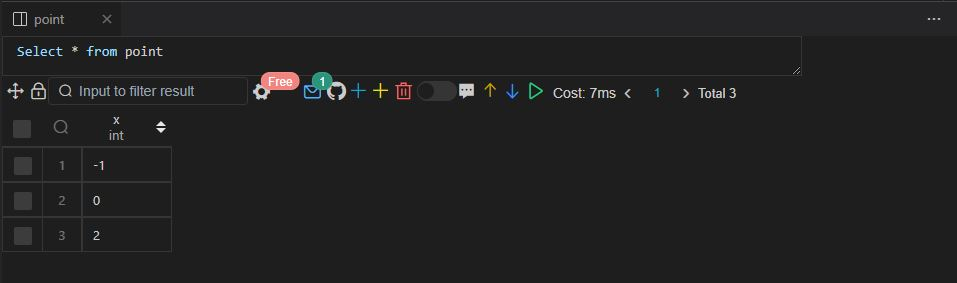 point
Select * from point
Input to filter result
Free
1
Cost: 7ms
1
Total 3
x
int
1 -1
2 0
3 2